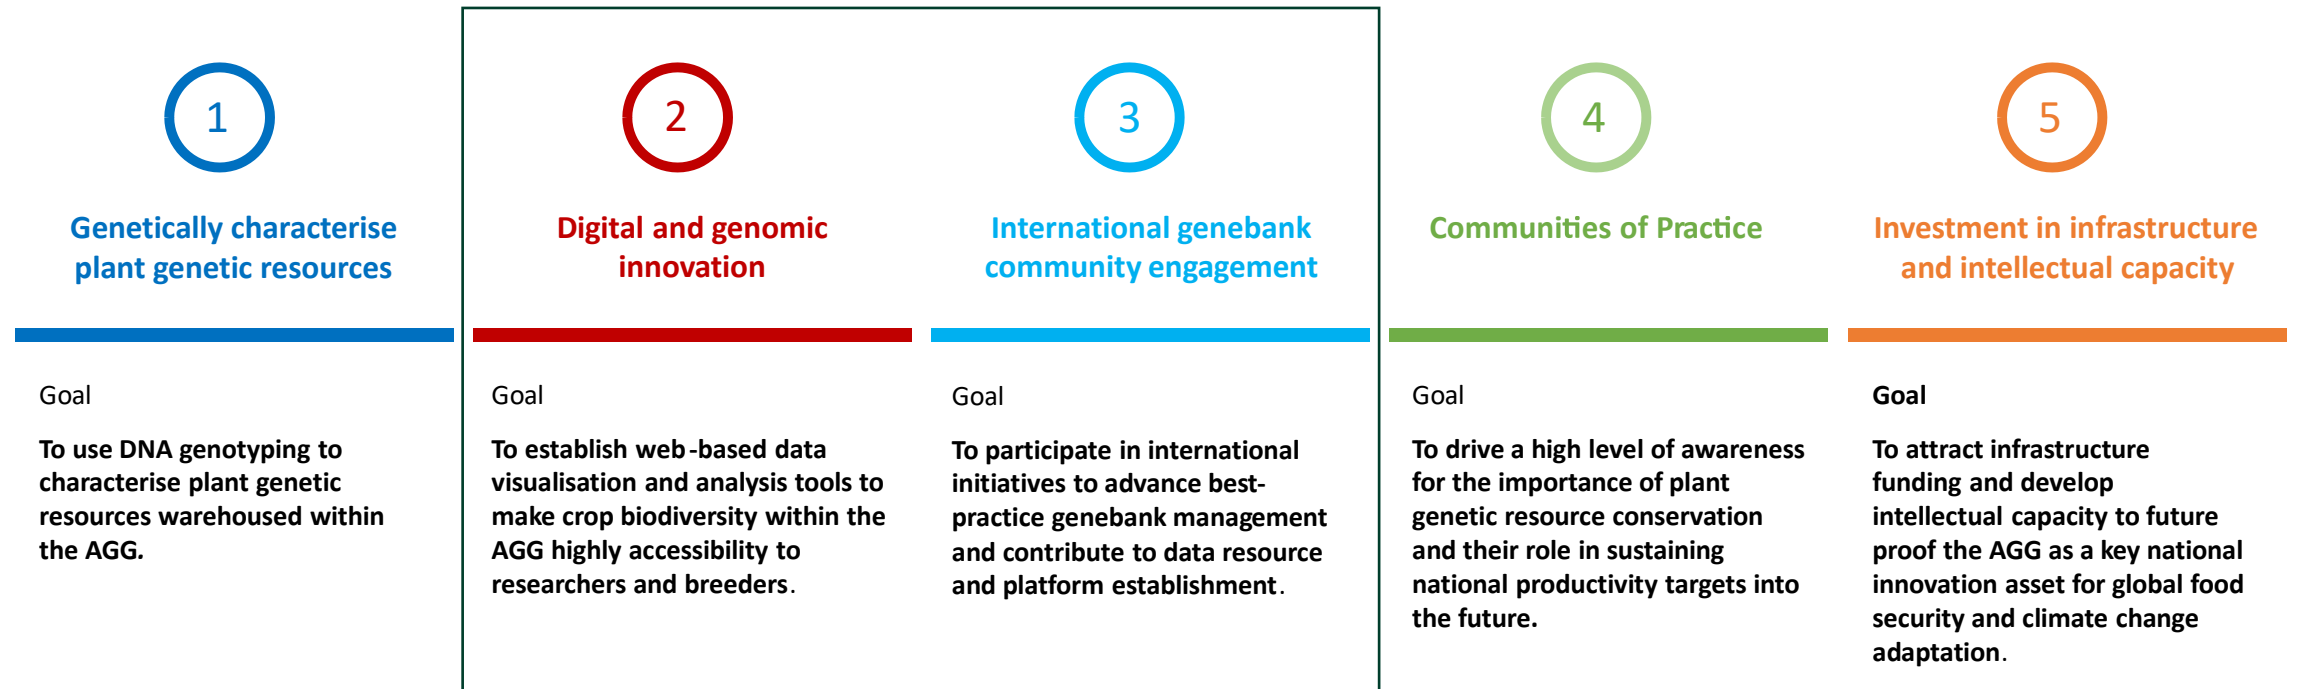 1
Genetically characterise
plant genetic resources
Goal
To use DNA genotyping to
characterise plant genetic
resources warehoused within
the AGG.
2
Digital and genomic
innovation
Goal
To establish web-based data
visualisation and analysis tools to
make crop biodiversity within the
AGG highly accessibility to
researchers and breeders.
3
International genebank
community engagement
Goal
To participate in international
initiatives to advance best-
practice genebank management
and contribute to data resource
and platform establishment.
4
Communities of Practice
Goal
To drive a high level of awareness
for the importance of plant
genetic resource conservation
and their role in sustaining
national productivity targets into
the future.
5
Investment in infrastructure
and intellectual capacity
Goal
To attract infrastructure
funding and develop
intellectual capacity to future
proof the AGG as a key national
innovation asset for global food
security and climate change
adaptation.